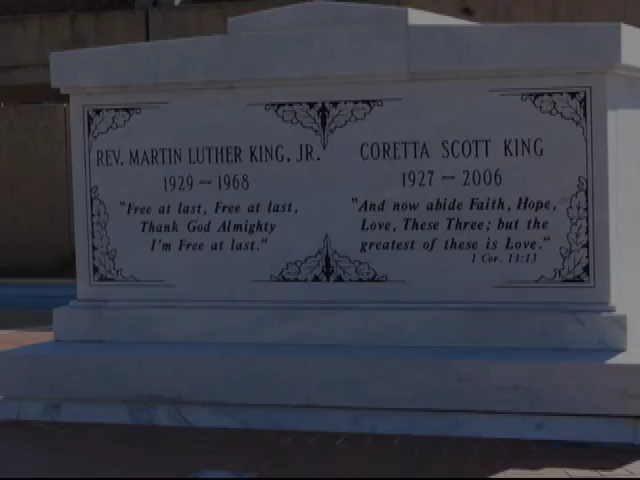 REV. MARTIN LUTHER KING, JR.
1929 – 1968
"Free at last, Free at last,
Thank God Almighty
I'm Free at last."
CORETTA SCOTT KING
1927 – 2006
"And now abide Faith, Hope,
Love, These Three; but the
greatest of these is Love."
1 Cor. 13:13